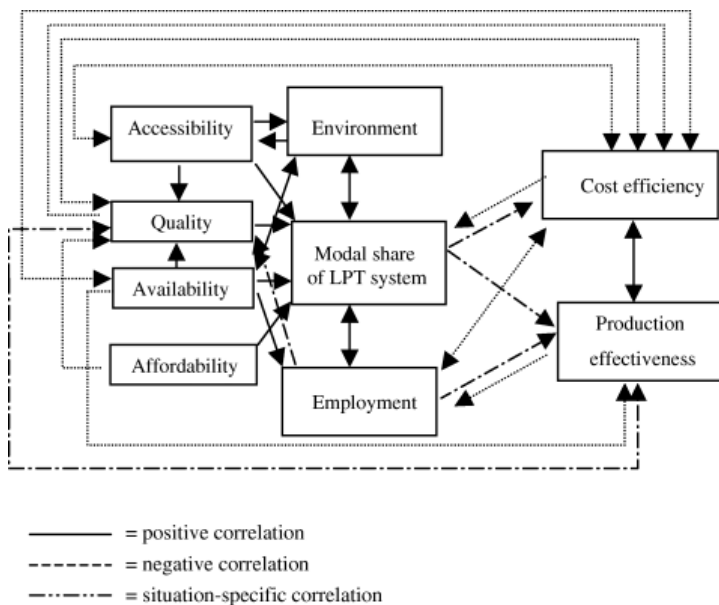 Accessibility
Environment
Cost efficiency
Quality
Modal share
of LPT system
Availability
Production
effectiveness
Affordability
Employment
= positive correlation
= negative correlation
= situation-specific correlation